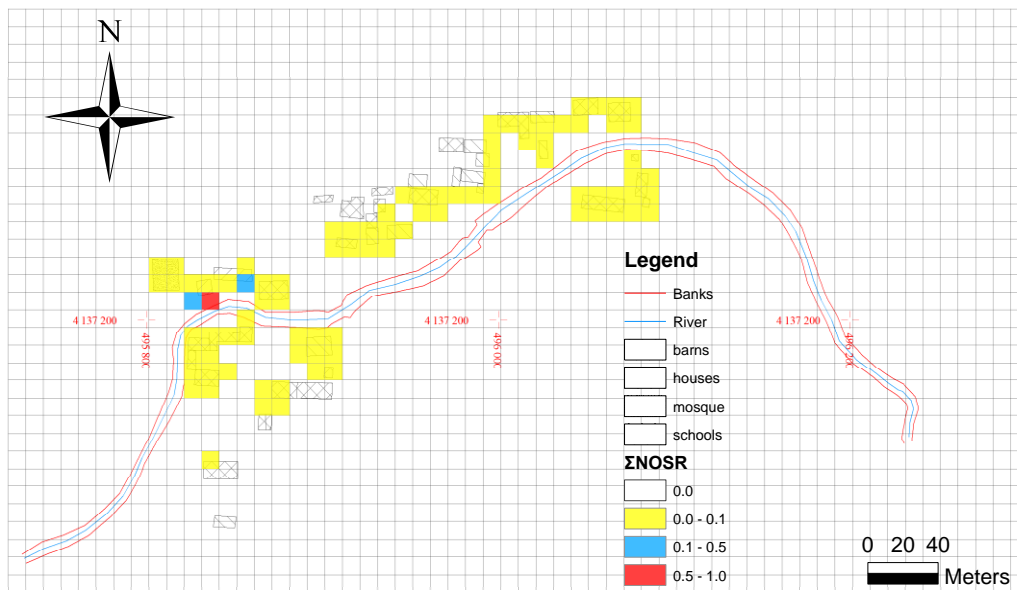 N
4 137 200
4 137 200
4 137 200
495 800
496 000
496 200
Legend
Banks
River
barns
houses
mosque
schools
ΣNOSR
0.0
0.0 - 0.1
0.1 - 0.5
0.5 - 1.0
0 20 40
Meters